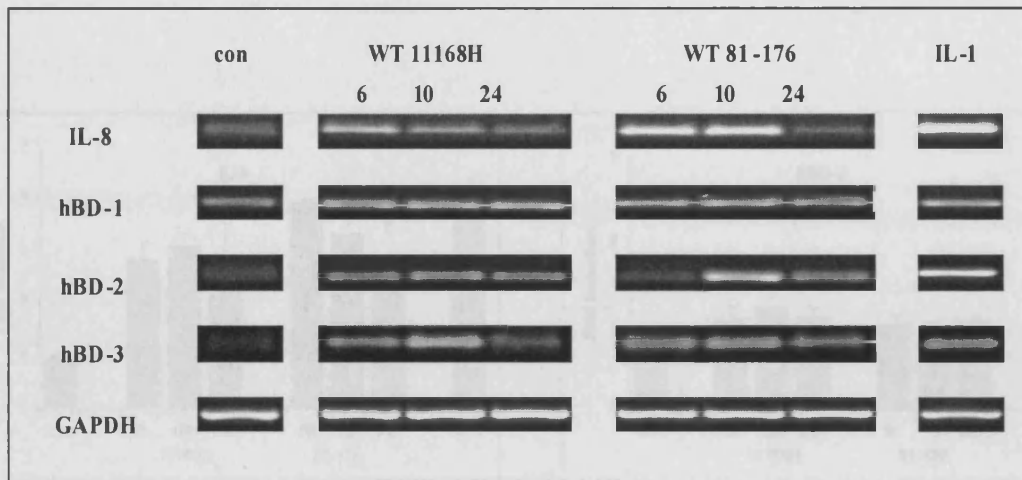 con WT 11168H WT 81-176 IL-1
6 10 24 6 10 24
IL-8
hBD-1
hBD-2
hBD-3
GAPDH